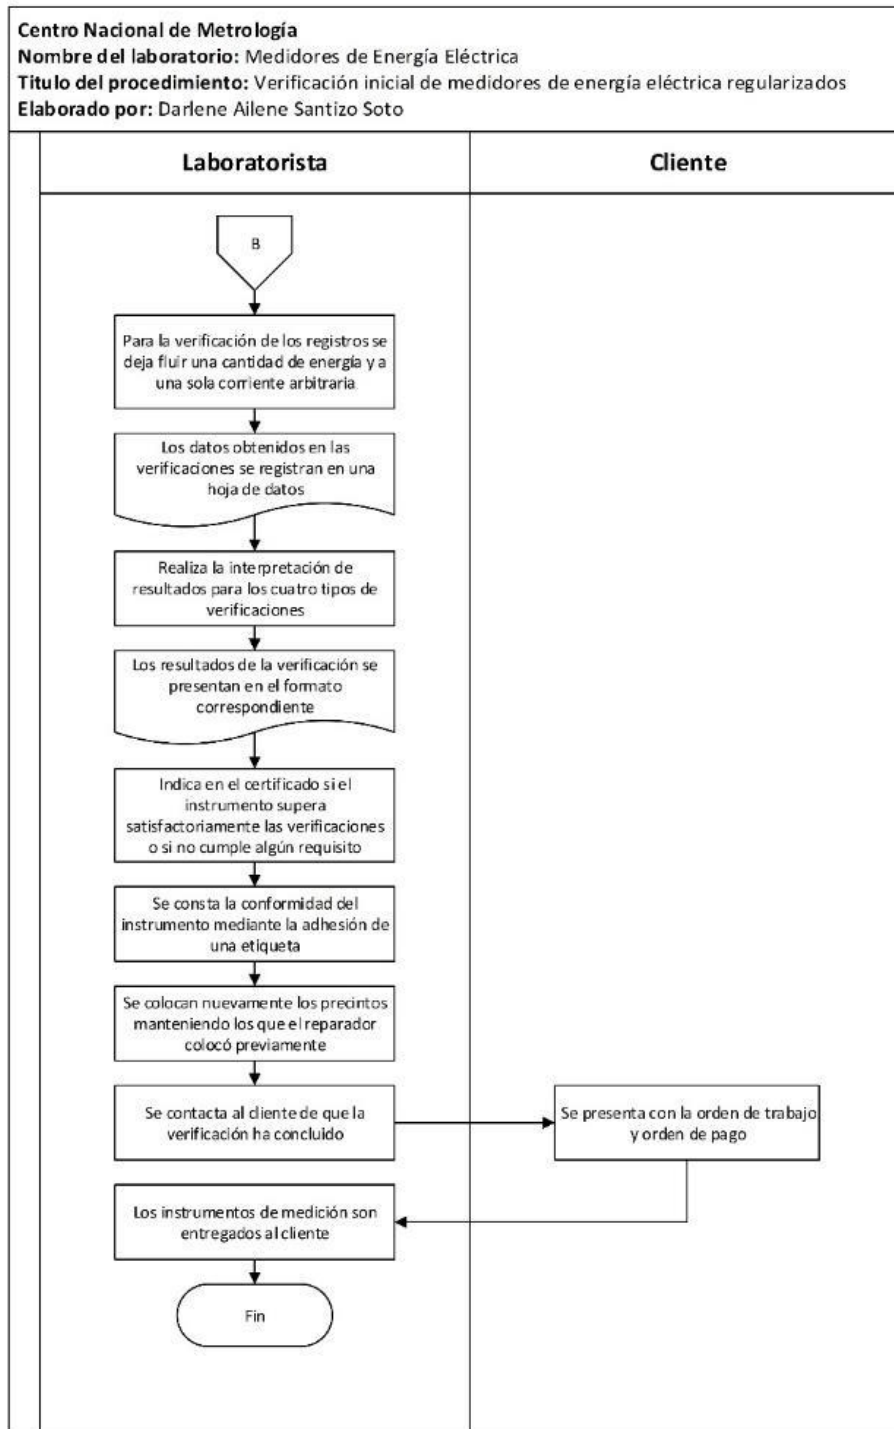 Centro Nacional de Metrología
Nombre del laboratorio: Medidores de Energía Eléctrica
Titulo del procedimiento: Verificación inicial de medidores de energía eléctrica regularizados
Elaborado por: Darlene Ailene Santizo Soto
Laboratorista
Cliente
B
Para la verificación de los registros se
deja fluir una cantidad de energía y a
una sola corriente arbitraria
Los datos obtenidos en las
verificaciones se registran en una
hoja de datos
Realiza la interpretación de
resultados para los cuatro tipos de
verificaciones
Los resultados de la verificación se
presentan en el formato
correspondiente
Indica en el certificado si el
instrumento supera
satisfactoriamente las verificaciones
o si no cumple algún requisito
Se consta la conformidad del
instrumento mediante la adhesión de
una etiqueta
Se colocan nuevamente los precintos
manteniendo los que el reparador
colocó previamente
Se contacta al cliente de que la
verificación ha concluido
Se presenta con la orden de trabajo
y orden de pago
Los instrumentos de medición son
entregados al cliente
Fin